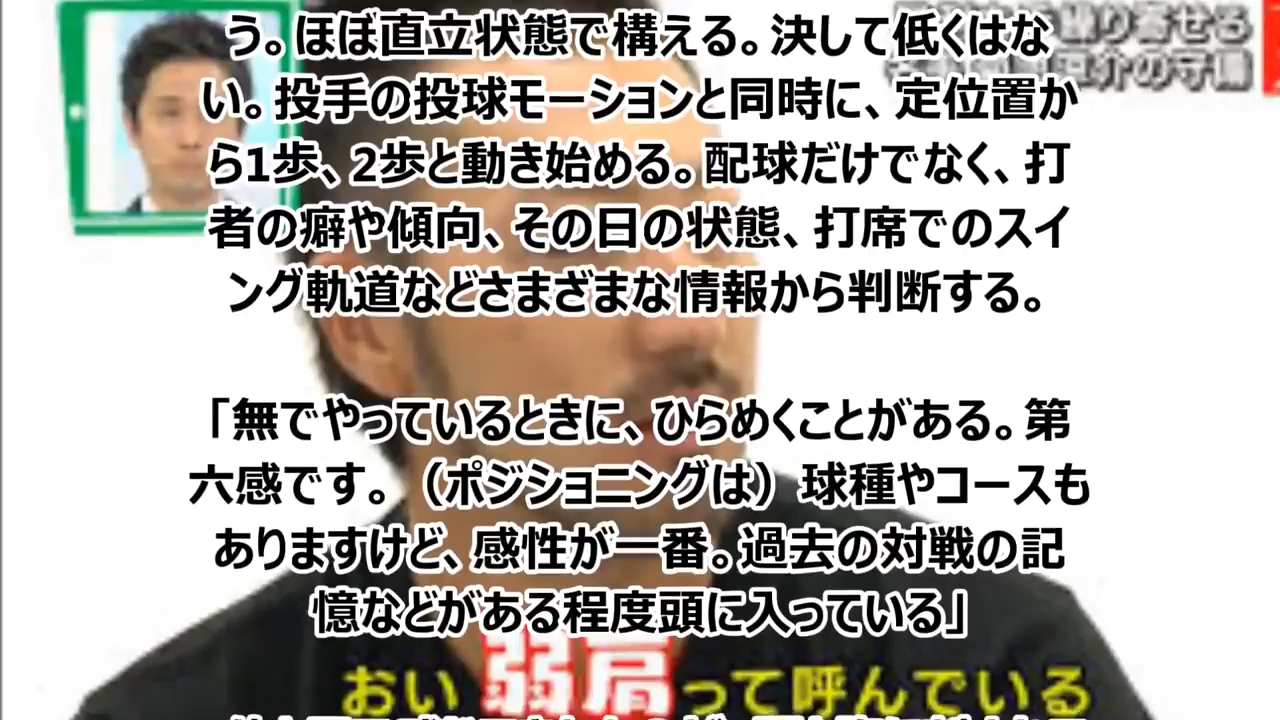 う。ほぼ直立状態で構える。決して低くはな
い。投手の投球モーションと同時に、定位置か
ら1歩、2歩と動き始める。配球だけでなく、打
者の癖や傾向、その日の状態、打席でのスイ
ング軌道などさまざまな情報から判断する。
「無でやっているときに、ひらめくことがある。第
六感です。（ポジショニングは）球種やコースも
ありますけど、感性が一番。過去の対戦の記
憶などがある程度頭に入っている」
り寄せる
介の守備
おい 弱肩って呼んでいる